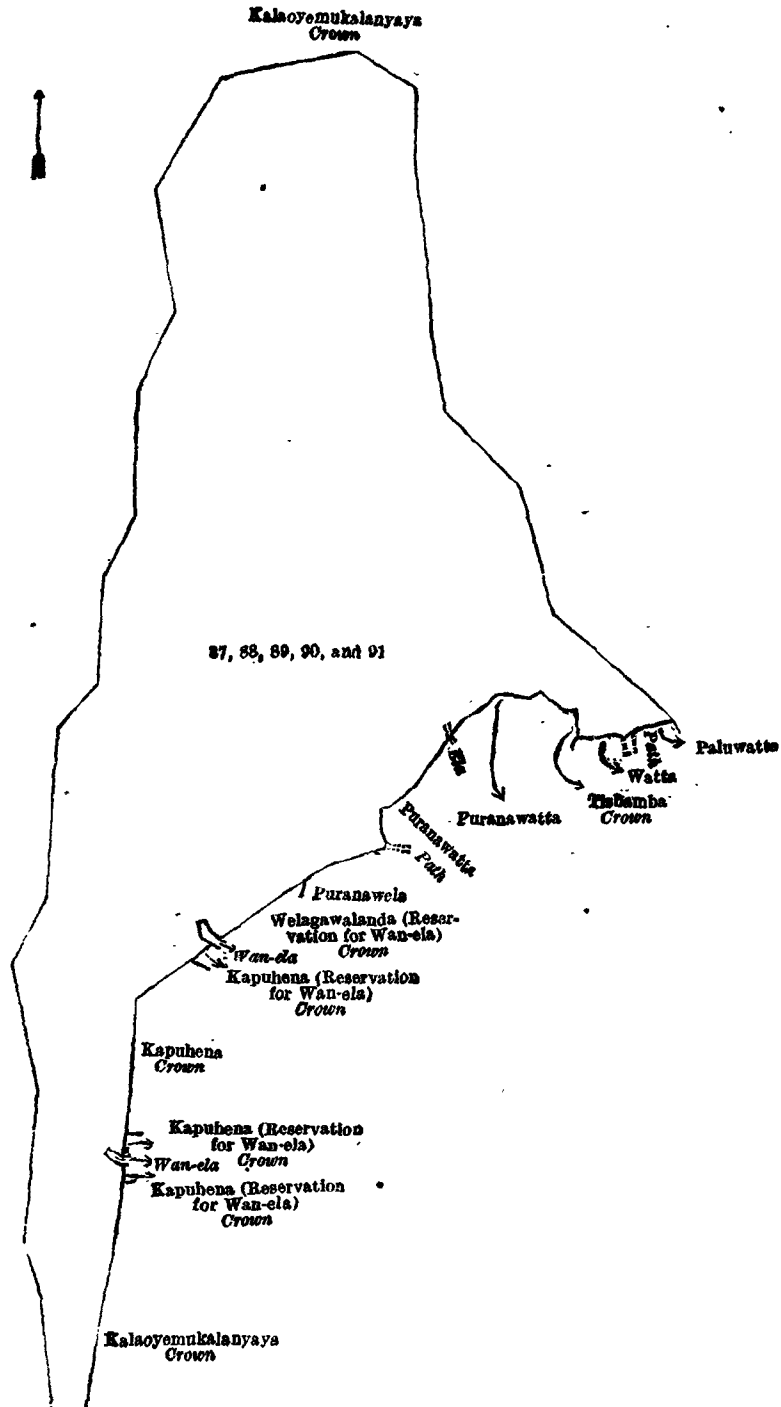 Kalaoyemukalanyaya
Crown
87, 88, 89, 90, and 91
Ela
Path
Paluwatta
Watta
Puranawatta
Tisbamba
Crown
Puranawatta
Path
Puranawela
Welagawalanda (Reser-
vation for Wan-ela)
Crown
Wan-ela
Kapuhena (Reservation
for Wan-ela)
Crown
Kapuhena
Crown
Kapuhena (Reservation
for Wan-ela)
Crown
Wan-ela
Kapuhena (Reservation
for Wan-ela)
Crown
Kalaoyemukalanyaya
Crown